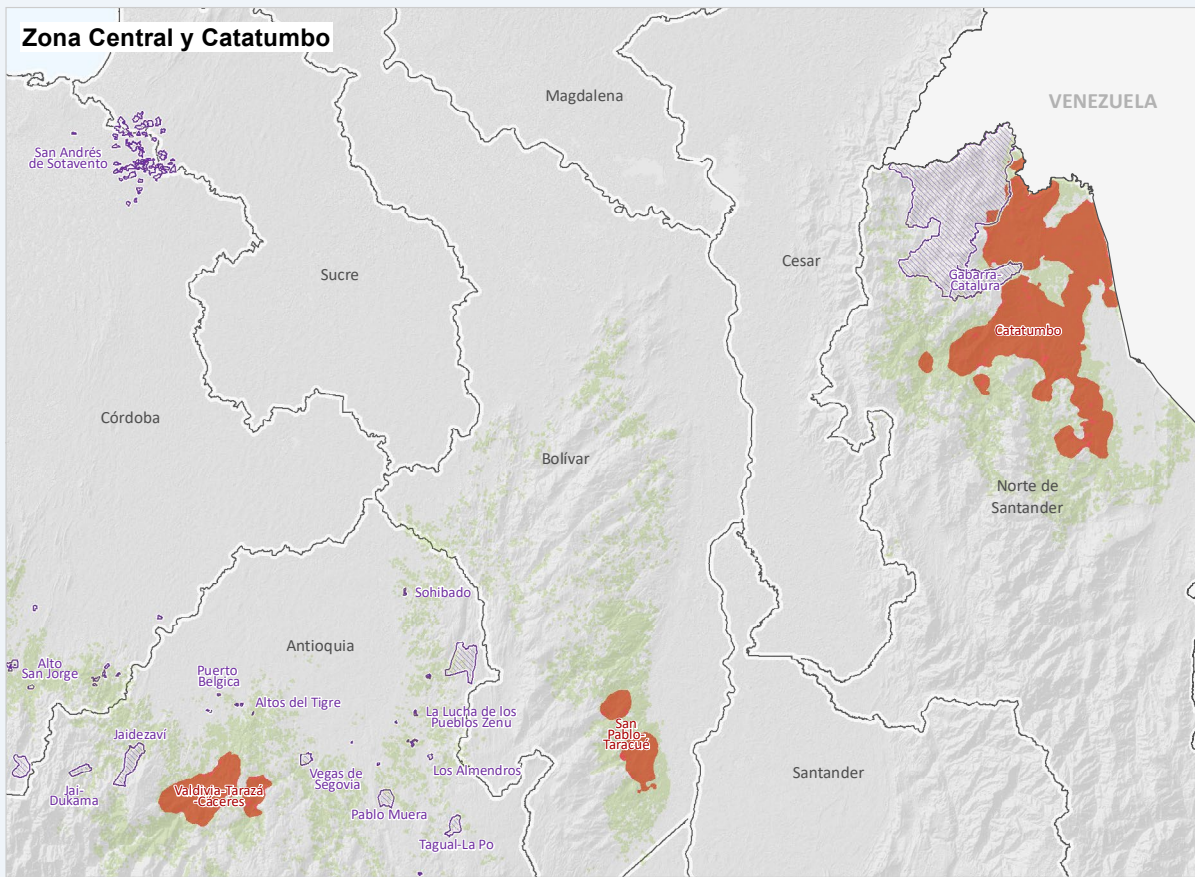 Zona Central y Catatumbo
Magdalena
VENEZUELA
San Andrés
de Sotavento
Sucre
Cesar
Gabarra-
Catalura
Catatumbo
Córdoba
Bolívar
Norte de
Santander
Sohibado
Antioquia
Alto
San Jorge
Puerto
Belgica
Altos del Tigre
La Lucha de los
Pueblos Zenu
San
Pablo-
Taracué
Jaidezaví
Los Almendros
Santander
Jai-
Dukama
Valdivia-Tarazá
-Cáceres
Vegas de
Segovia
Pablo Muera
Tagual-La Po